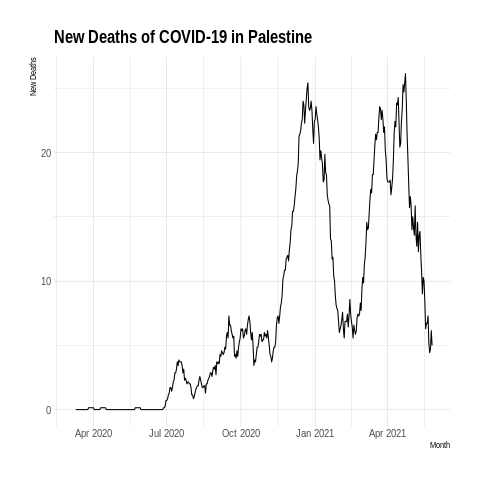 New Deaths of COVID-19 in Palestine
New Deaths
20
10
0
Apr 2020 Jul 2020 Oct 2020 Jan 2021 Apr 2021
Month